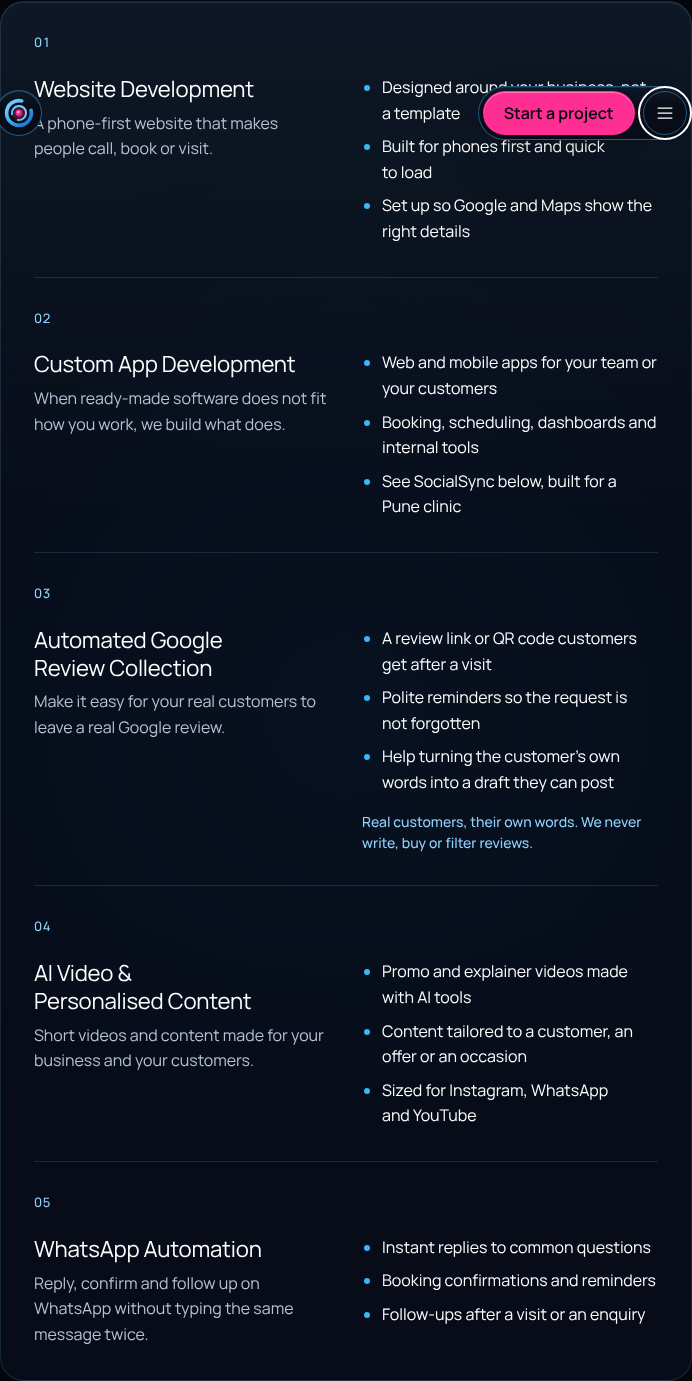 01
Website Development
A phone-first website that makes
people call, book or visit.
Designed around your business, not
a template
Start a project
Built for phones first and quick
to load
Set up so Google and Maps show the
right details
02
Custom App Development
When ready-made software does not fit
how you work, we build what does.
Web and mobile apps for your team or
your customers
Booking, scheduling, dashboards and
internal tools
See SocialSync below, built for a
Pune clinic
03
Automated Google
Review Collection
Make it easy for your real customers to
leave a real Google review.
A review link or QR code customers
get after a visit
Polite reminders so the request is
not forgotten
Help turning the customer's own
words into a draft they can post
Real customers, their own words. We never
write, buy or filter reviews.
04
AI Video &
Personalised Content
Short videos and content made for your
business and your customers.
Promo and explainer videos made
with AI tools
Content tailored to a customer, an
offer or an occasion
Sized for Instagram, WhatsApp
and YouTube
05
WhatsApp Automation
Reply, confirm and follow up on
WhatsApp without typing the same
message twice.
Instant replies to common questions
Booking confirmations and reminders
Follow-ups after a visit or an enquiry